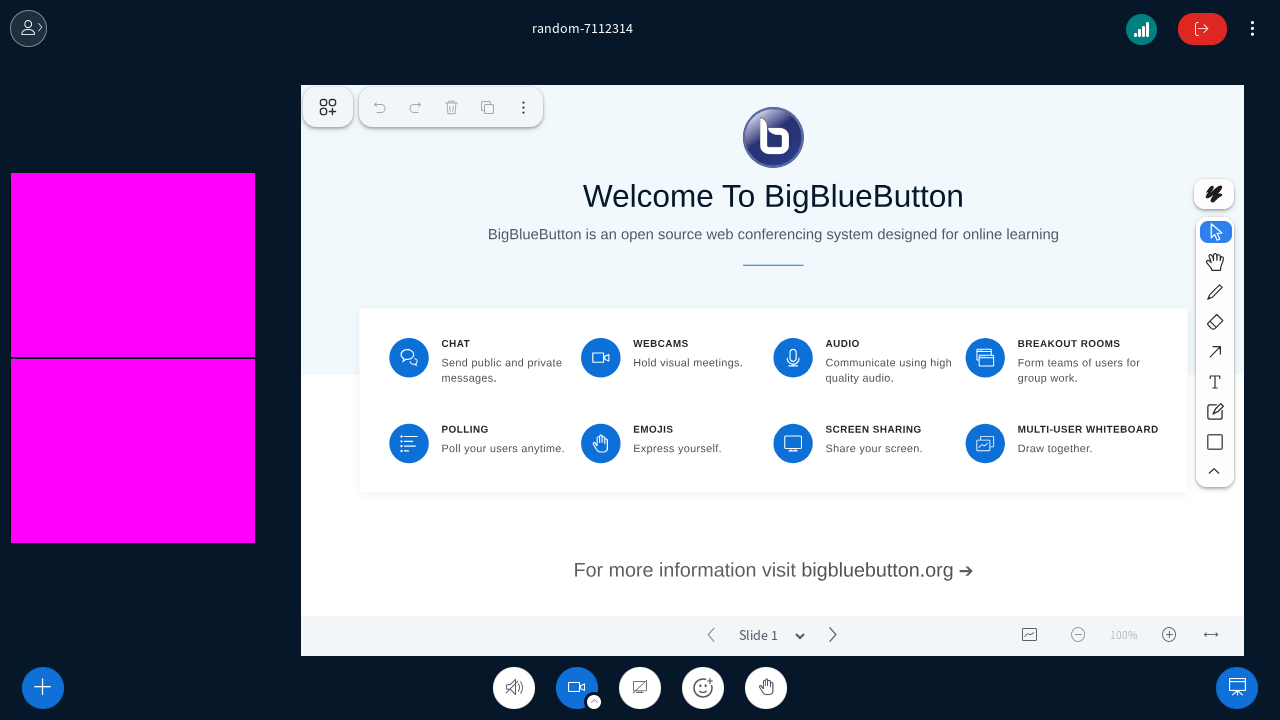 random-7112314
Welcome To BigBlueButton
BigBlueButton is an open source web conferencing system designed for online learning
CHAT
Send public and private
messages.
WEBCAMS
Hold visual meetings.
AUDIO
Communicate using high
quality audio.
BREAKOUT ROOMS
Form teams of users for
group work.
POLLING
Poll your users anytime.
EMOJIS
Express yourself.
SCREEN SHARING
Share your screen.
MULTI-USER WHITEBOARD
Draw together.
For more information visit bigbluebutton.org ➔
Slide 1
100%